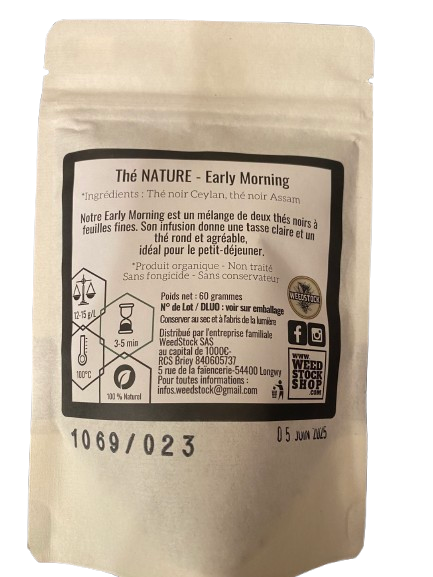 Thé NATURE - Early Morning
*Ingrédients : Thé noir Ceylan, thé noir Assam
Notre Early Morning est un mélange de deux thés noirs à
feuilles fines. Son infusion donne une tasse claire et un
thé rond et agréable,
idéal pour le petit-déjeuner.
*Produit organique - Non traité
Sans fongicide - Sans conservateur
12-15 g/L
3-5 min
100°C
100 % Naturel
Poids net : 60 grammes
N° de Lot / DLUO : voir sur emballage
Conserver au sec et à l'abris de la lumière
Distribué par l'entreprise familiale
WeedStock SAS
au capital de 1000€-
RCS Briey 840605737
5 rue de la faïencerie-54400 Longwy
Pour toutes informations :
infos.weedstock@gmail.com
WEEDSTOCK
f
WWW.
WEED
STOCK
SHOP
.COM
1069/023
05 JUIN 2025